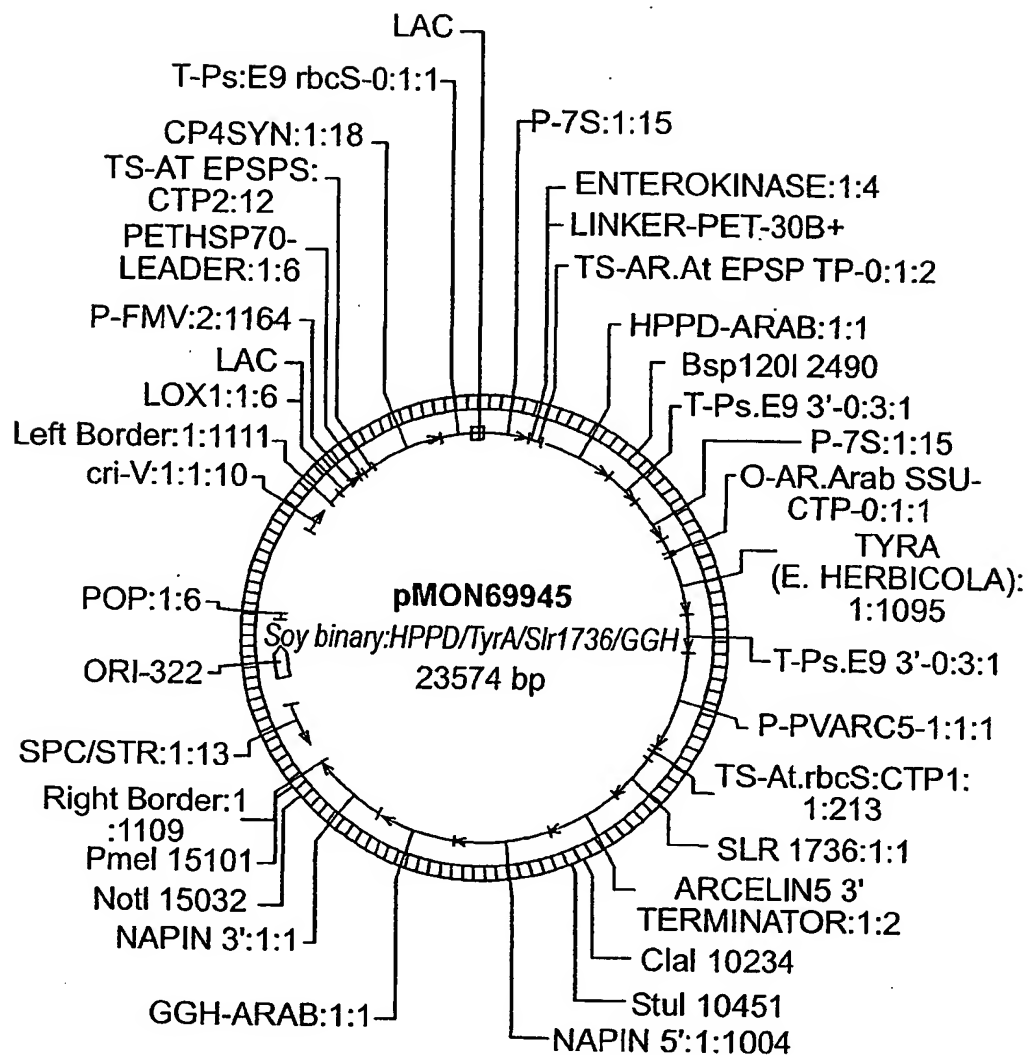 LAC
T-Ps:E9 rbcS-0:1:1
P-7S:1:15
CP4SYN:1:18
TS-AT EPSPS:
CTP2:12
ENTEROKINASE:1:4
LINKER-PET-30B+
PETHSP70-
LEADER:1:6
TS-AR.At EPSP TP-0:1:2
P-FMV:2:1164
HPPD-ARAB:1:1
LAC
Bsp120I 2490
LOX1:1:6
T-Ps.E9 3'-0:3:1
Left Border:1:1111
P-7S:1:15
cri-V:1:1:10
O-AR.Arab SSU-
CTP-0:1:1
TYRA
(E. HERBICOLA):
1:1095
POP:1:6
pMON69945
Soy binary:HPPD/TyrA/Slr1736/GGH
23574 bp
ORI-322
T-Ps.E9 3'-0:3:1
P-PVARC5-1:1:1
SPC/STR:1:13
TS-At.rbcS:CTP1:
1:213
Right Border:1
:1109
SLR 1736:1:1
PmeI 15101
ARCELIN5 3'
TERMINATOR:1:2
NotI 15032
NAPIN 3':1:1
ClaI 10234
GGH-ARAB:1:1
StuI 10451
NAPIN 5':1:1004